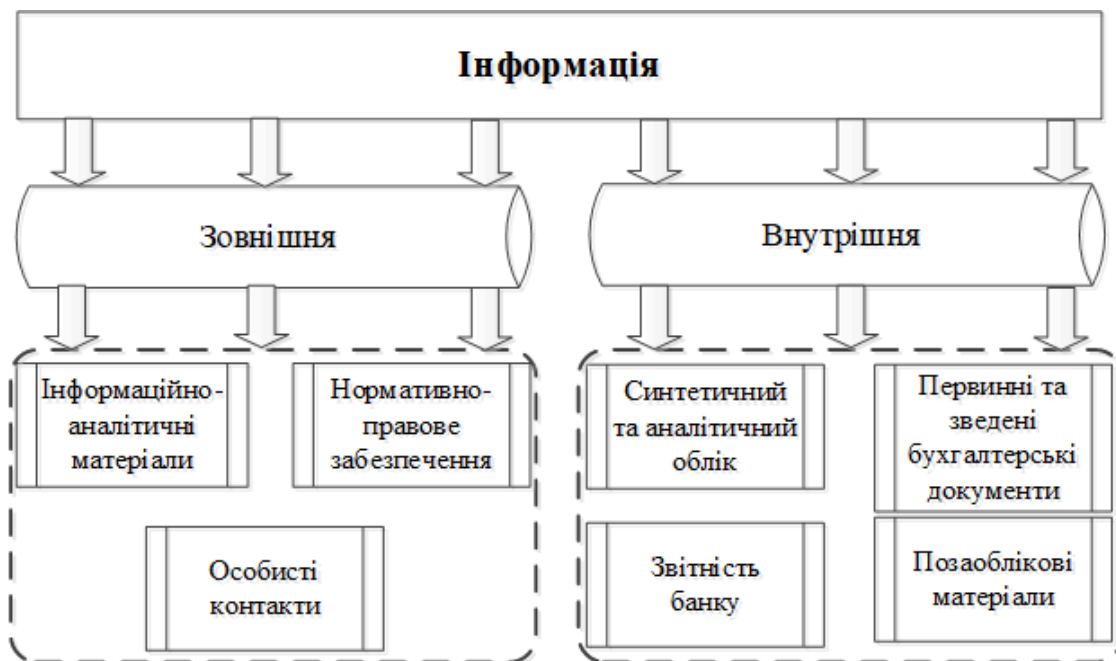 Інформація
Зовнішня
Внутрішня
Інформаційно-
аналітичні
матеріали
Нормативно-
правове
забезпечення
Особисті
контакти
Синтетичний
та аналітичний
облік
Первинні та
зведені
бухгалтерські
документи
Звітність
банку
Позаоблікові
матеріали